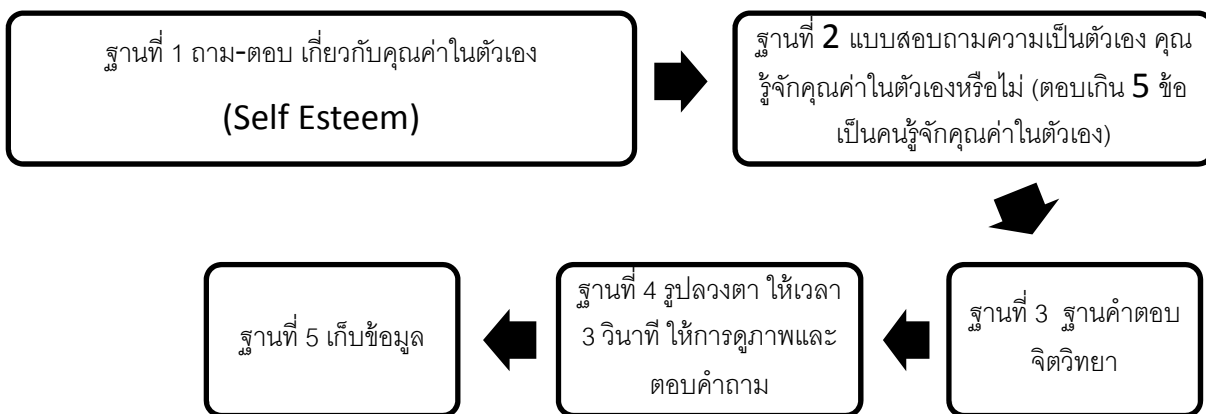 ฐานที่ 1 ถาม-ตอบ เกี่ยวกับคุณค่าในตัวเอง
(Self Esteem)
ฐานที่ 2 แบบสอบถามความเป็นตัวเอง คุณ
รู้จักคุณค่าในตัวเองหรือไม่ (ตอบเกิน 5 ข้อ
เป็นคนรู้จักคุณค่าในตัวเอง)
ฐานที่ 3 ฐานคำตอบ
จิตวิทยา
ฐานที่ 4 รูปลวงตา ให้เวลา
3 วินาที ให้การดูภาพและ
ตอบคำถาม
ฐานที่ 5 เก็บข้อมูล